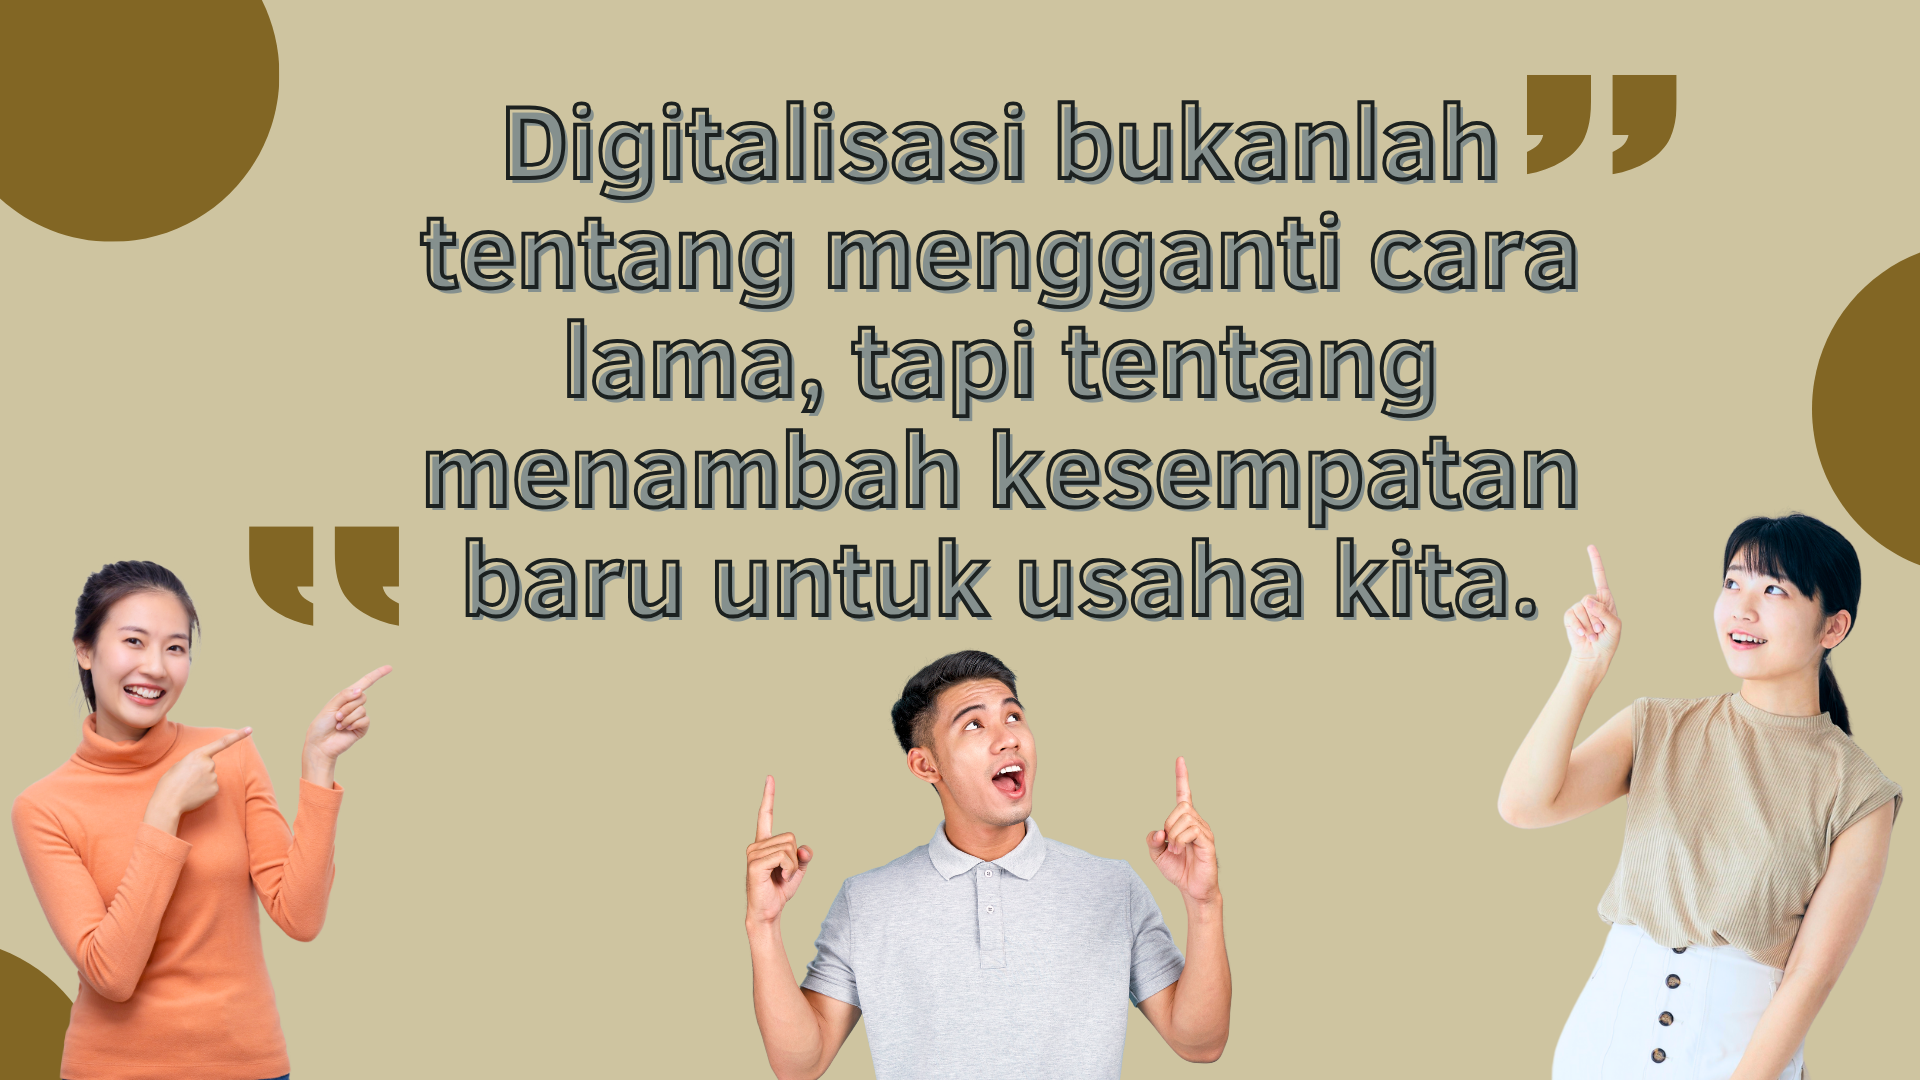 Digitalisasi bukanlah
tentang mengganti cara
lama, tapi tentang
menambah kesempatan
baru untuk usaha kita.